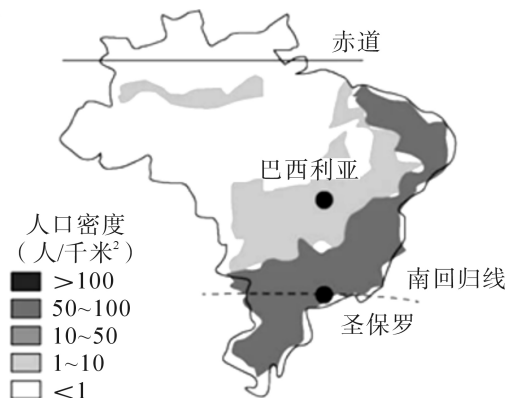 赤道
巴西利亚
人口密度
（人/千米²）
>100
50~100
10~50
1~10
<1
南回归线
圣保罗